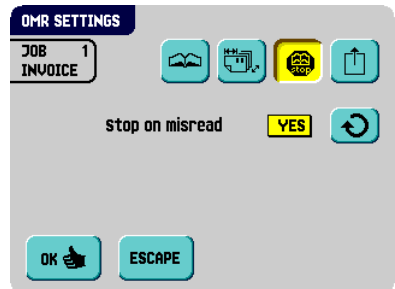 OMR SETTINGS
JOB 1
INVOICE
stop
Stop on misread YES
OK ESCAPE